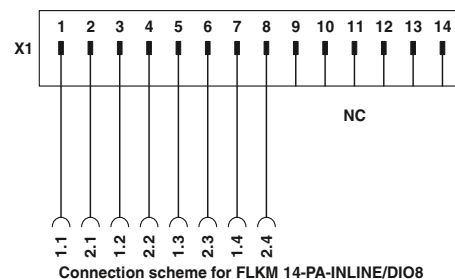 1 2 3 4 5 6 7 8 9 10 11 12 13 14
X1
NC
1.1 2.1 1.2 2.2 1.3 2.3 1.4 2.4
Connection scheme for FLKM 14-PA-INLINE/DIO8